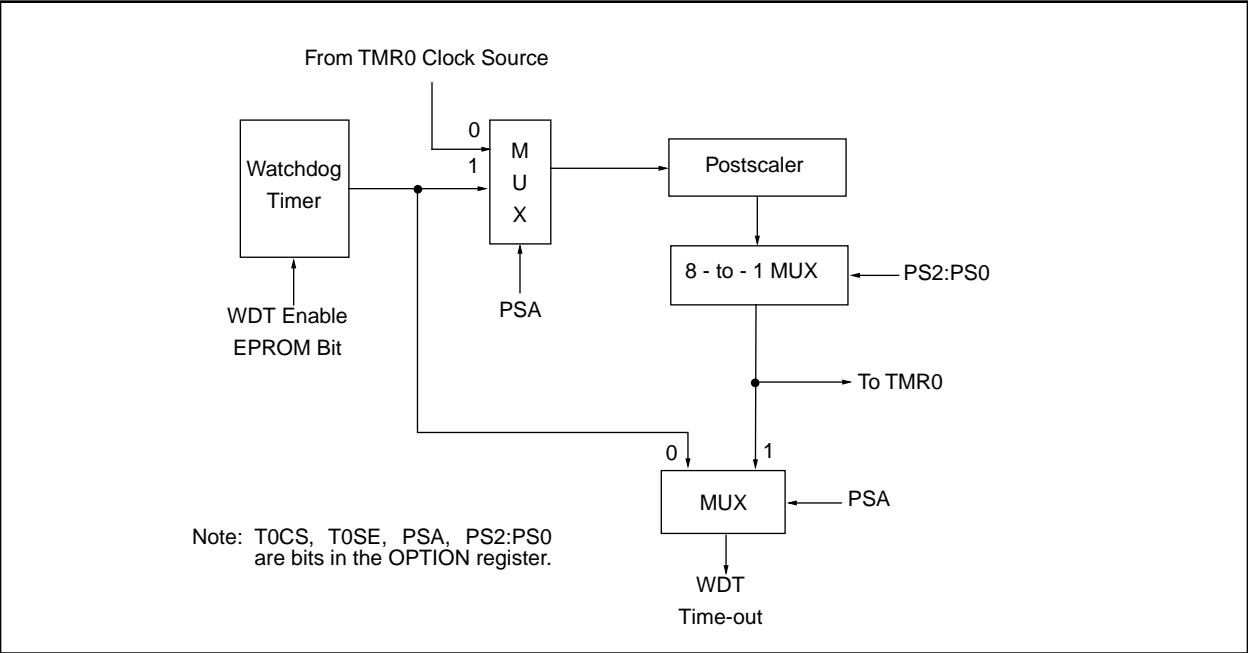 From TMR0 Clock Source
0
1
M
U
X
Watchdog
Timer
Postscaler
8 - to - 1 MUX
PS2:PS0
WDT Enable
EPROM Bit
PSA
To TMR0
0
1
MUX
PSA
Note: T0CS, T0SE, PSA, PS2:PS0
are bits in the OPTION register.
WDT
Time-out